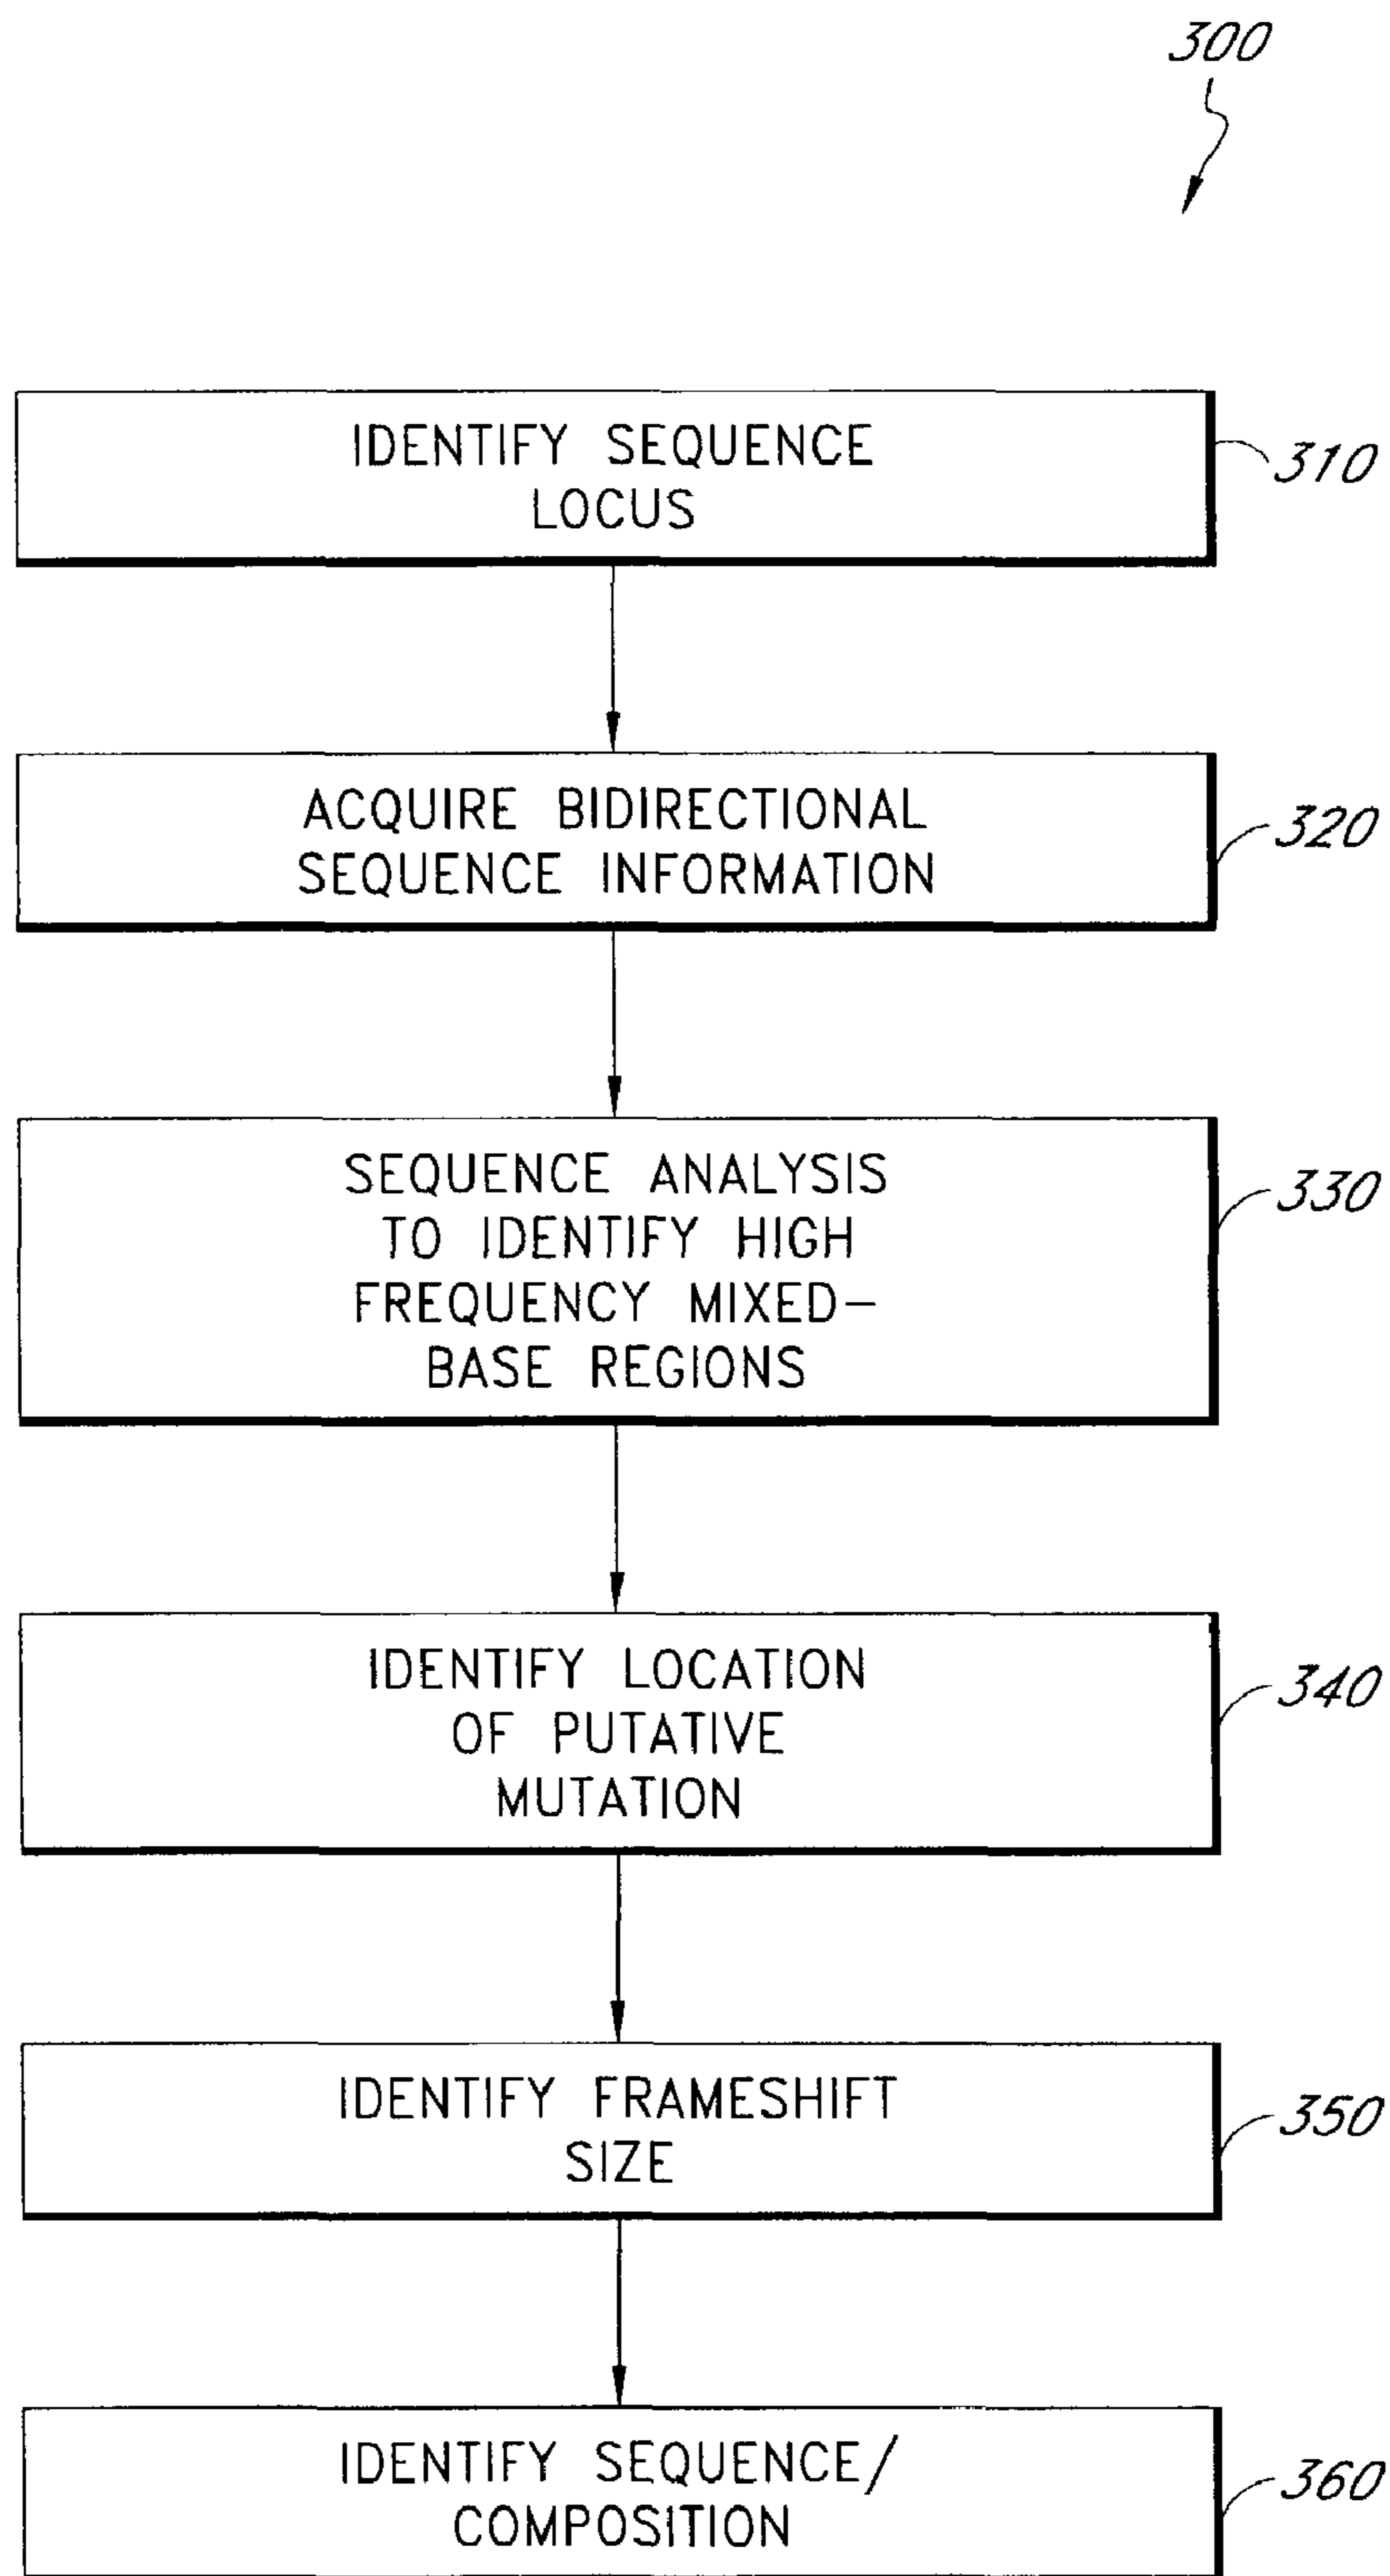 300
IDENTIFY SEQUENCE
LOCUS
310
ACQUIRE BIDIRECTIONAL
SEQUENCE INFORMATION
320
SEQUENCE ANALYSIS
TO IDENTIFY HIGH
FREQUENCY MIXED-
BASE REGIONS
330
IDENTIFY LOCATION
OF PUTATIVE
MUTATION
340
IDENTIFY FRAMESHIFT
SIZE
350
IDENTIFY SEQUENCE/
COMPOSITION
360